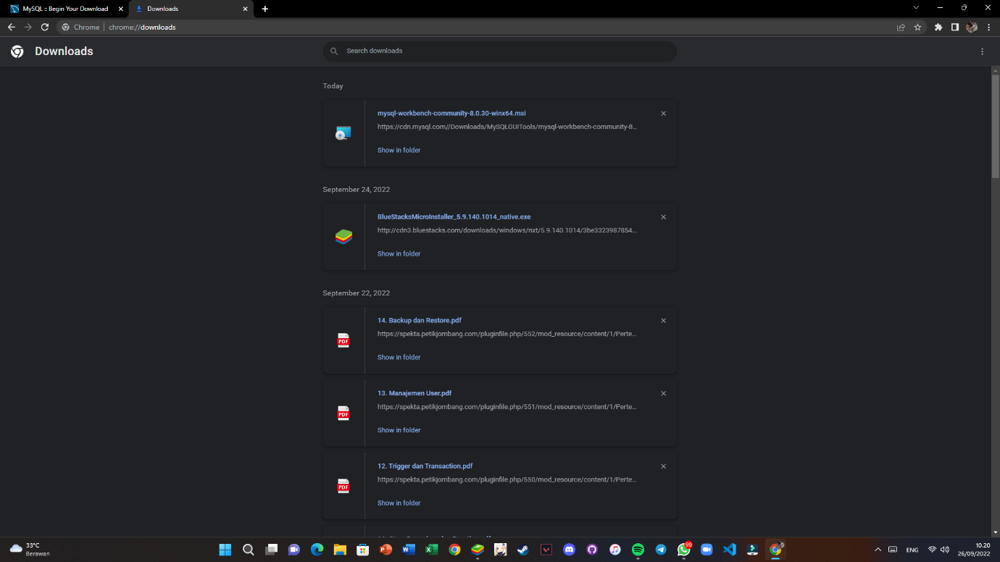 MySQL :: Begin Your Download
Downloads
Chrome
chrome://downloads
Downloads
Search downloads
Today
mysql-workbench-community-8.0.30-winx64.msi
https://cdn.mysql.com//Downloads/MySQLGUITools/mysql-workbench-community-8...
Show in folder
September 24, 2022
BlueStacksMicroInstaller_5.9.140.1014_native.exe
http://cdn3.bluestacks.com/downloads/windows/nxt/5.9.140.1014/3be3323987854...
Show in folder
September 22, 2022
14. Backup dan Restore.pdf
https://spekta.petikjombang.com/pluginfile.php/552/mod_resource/content/1/Perte...
Show in folder
13. Manajemen User.pdf
https://spekta.petikjombang.com/pluginfile.php/551/mod_resource/content/1/Perte...
Show in folder
12. Trigger dan Transaction.pdf
https://spekta.petikjombang.com/pluginfile.php/550/mod_resource/content/1/Perte...
Show in folder
33°C
Berawan
99
ENG
10.20
26/09/2022